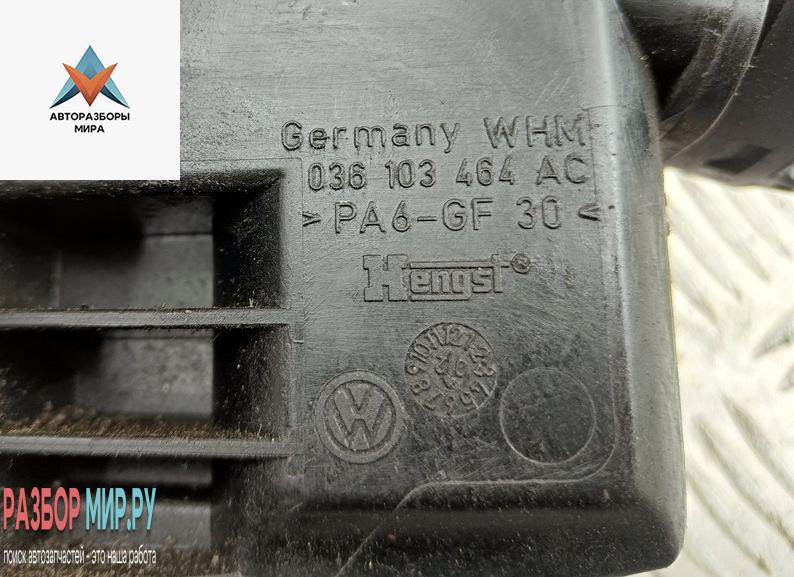 АВТОРАЗБОРЫ
МИРА
Germany WHM
036 103 464 AC
>PA6-GF 30<
Hengst®
VW
РАЗБОР МИР.РУ
поиск автозапчастей - это наша работа